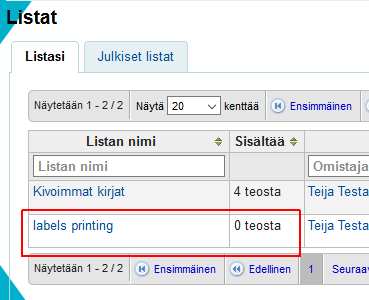 Listat
Listasi Julkiset listat
Näytetään 1 - 2 / 2 Näytä 20 kenttää Ensimmäinen
Listan nimi Sisältää
Listan nimi Omistaja
Kivoimmat kirjat 4 teosta Teija Testa
labels printing 0 teosta Teija Testa
Näytetään 1 - 2 / 2 Ensimmäinen Edellinen 1 Seuraav